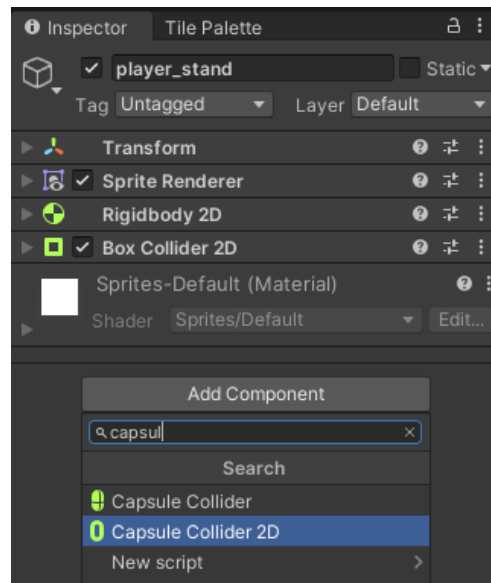 Inspector Tile Palette
player_stand Static
Tag Untagged Layer Default
Transform
Sprite Renderer
Rigidbody 2D
Box Collider 2D
Sprites-Default (Material)
Shader Sprites/Default Edit...
Add Component
capsul
Search
Capsule Collider
Capsule Collider 2D
New script